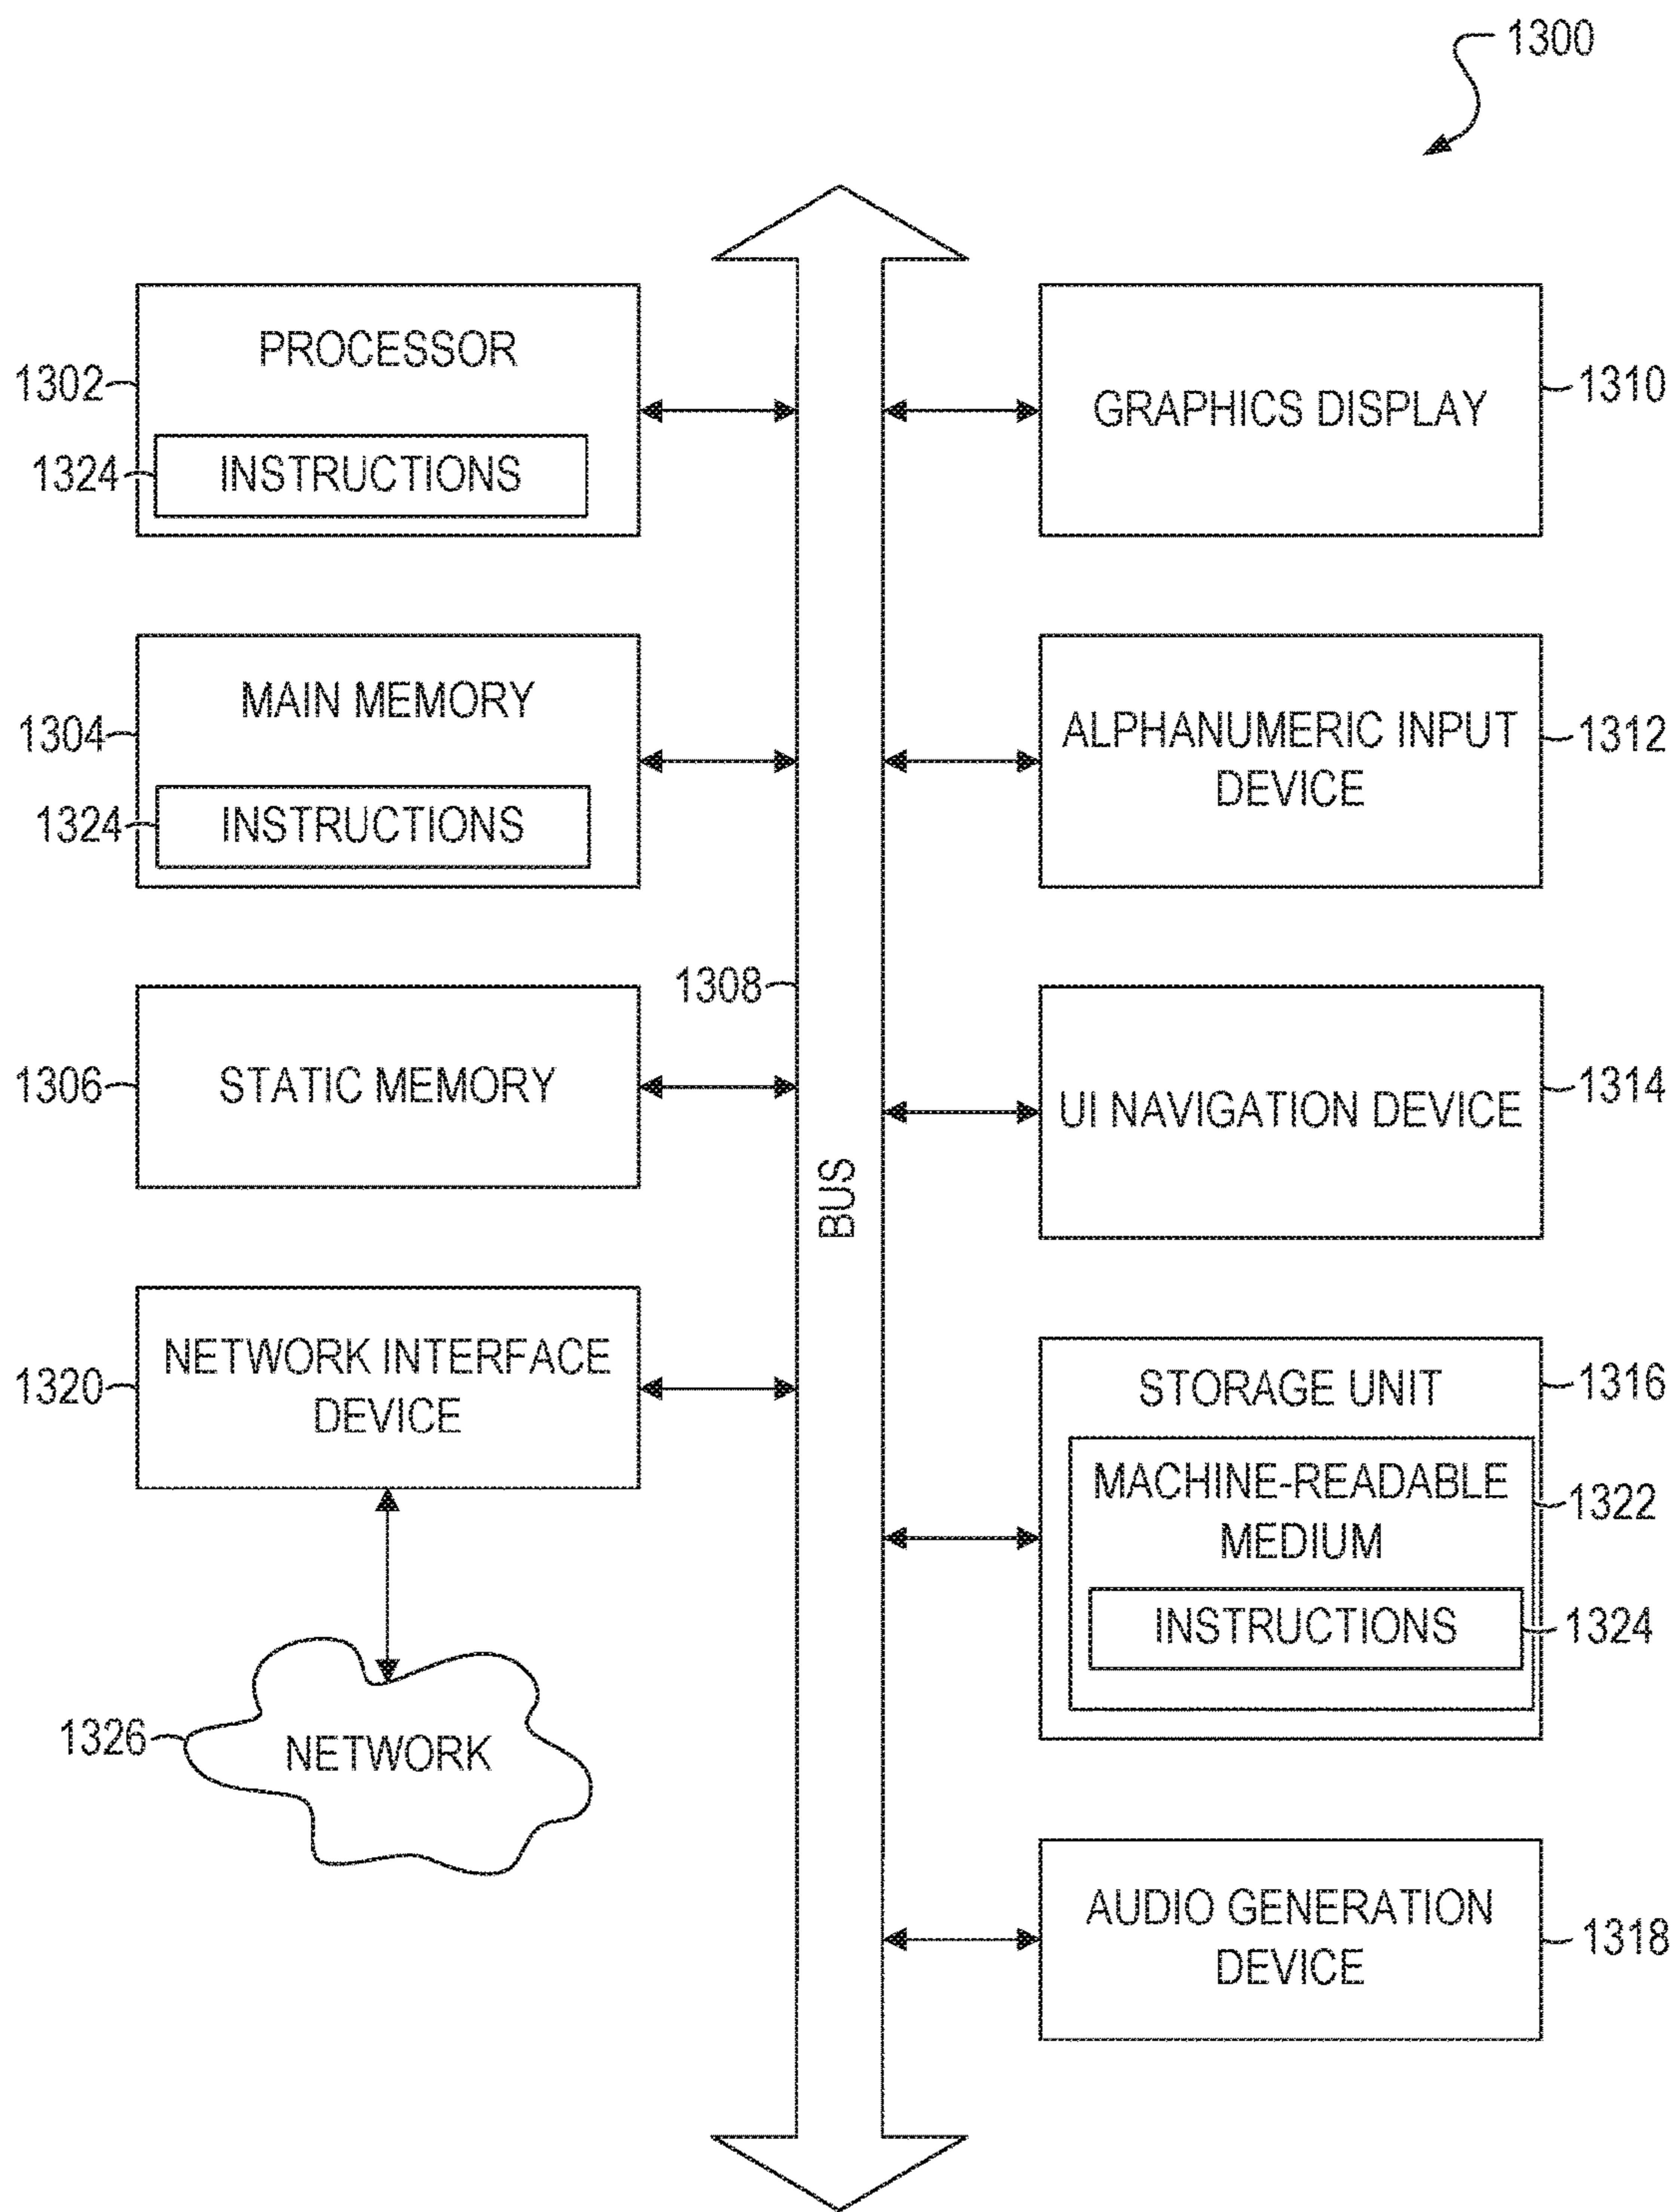 1300
PROCESSOR
1302
INSTRUCTIONS
1324
MAIN MEMORY
1304
INSTRUCTIONS
1324
STATIC MEMORY
1306
1308
BUS
NETWORK INTERFACE
DEVICE
1320
NETWORK
1326
GRAPHICS DISPLAY
1310
ALPHANUMERIC INPUT
DEVICE
1312
UI NAVIGATION DEVICE
1314
STORAGE UNIT
1316
MACHINE-READABLE
MEDIUM
1322
INSTRUCTIONS
1324
AUDIO GENERATION
DEVICE
1318